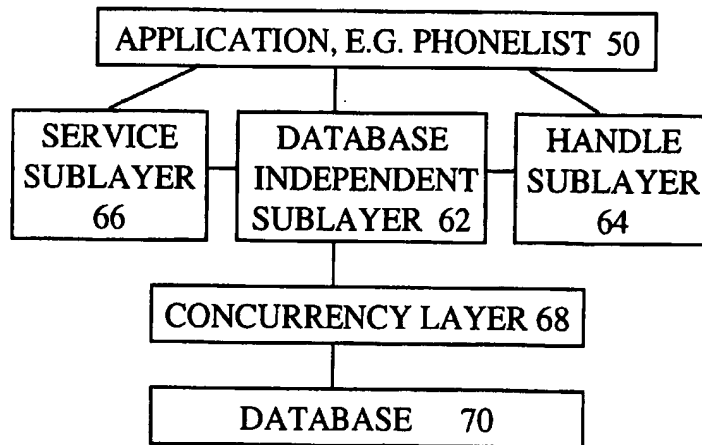 APPLICATION, E.G. PHONELIST 50
SERVICE
SUBLAYER
66
DATABASE
INDEPENDENT
SUBLAYER 62
HANDLE
SUBLAYER
64
CONCURRENCY LAYER 68
DATABASE 70